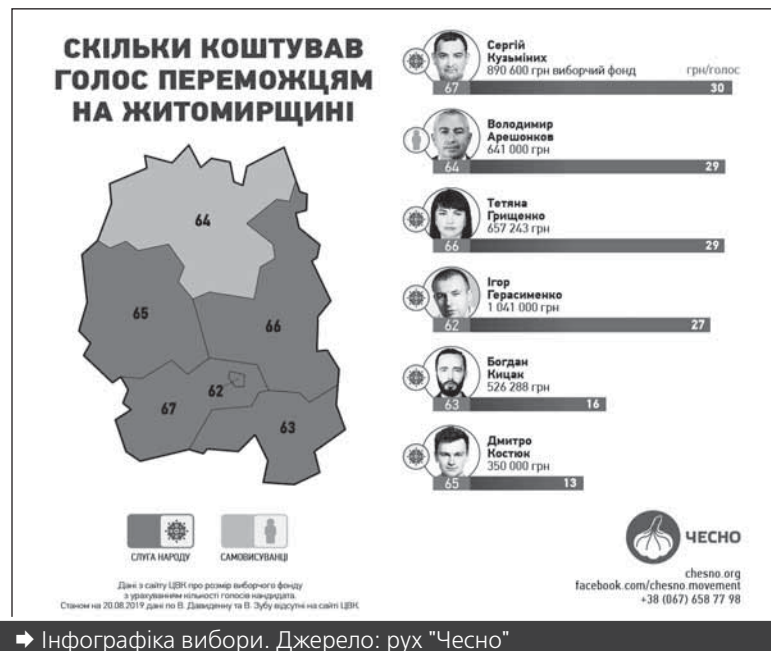 СКІЛЬКИ КОШТУВАВ
ГОЛОС ПЕРЕМОЖЦЯМ
НА ЖИТОМИРЩИНІ
64
65
66
62
67
63
СЛУГА НАРОДУ
САМОВИСУВАНЦІ
Дані з сайту ЦВК про розмір виборчого фонду
з урахуванням кількості голосів кандидата.
Станом на 20.08.2019 дані по В. Давиденну та В. Зубу відсутні на сайті ЦВК.
Сергій
Кузьміних
890 600 грн виборчий фонд
грн/голос
67
30
Володимир
Арешонков
641 000 грн
64
29
Тетяна
Грищенко
657 243 грн
66
29
Ігор
Герасименко
1 041 000 грн
62
27
Богдан
Кицак
526 288 грн
63
16
Дмитро
Костюк
350 000 грн
65
13
ЧЕСНО
chesno.org
facebook.com/chesno.movement
+38 (067) 658 77 98
Інфографіка вибори. Джерело: рух "Чесно"